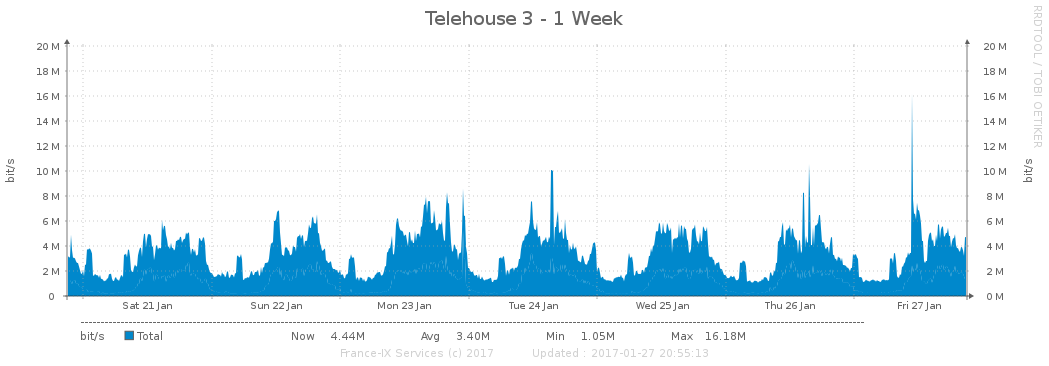 Telehouse 3 - 1 Week
RRDTOOL / TOBI OETIKER
bit/s
20 M 20 M
18 M 18 M
16 M 16 M
14 M 14 M
12 M 12 M
10 M 10 M
8 M 8 M
6 M 6 M
4 M 4 M
2 M 2 M
0 0 M
bit/s
Sat 21 Jan Sun 22 Jan Mon 23 Jan Tue 24 Jan Wed 25 Jan Thu 26 Jan Fri 27 Jan
bit/s Total Now 4.44M Avg 3.40M Min 1.05M Max 16.18M
France-IX Services (c) 2017 Updated : 2017-01-27 20:55:13